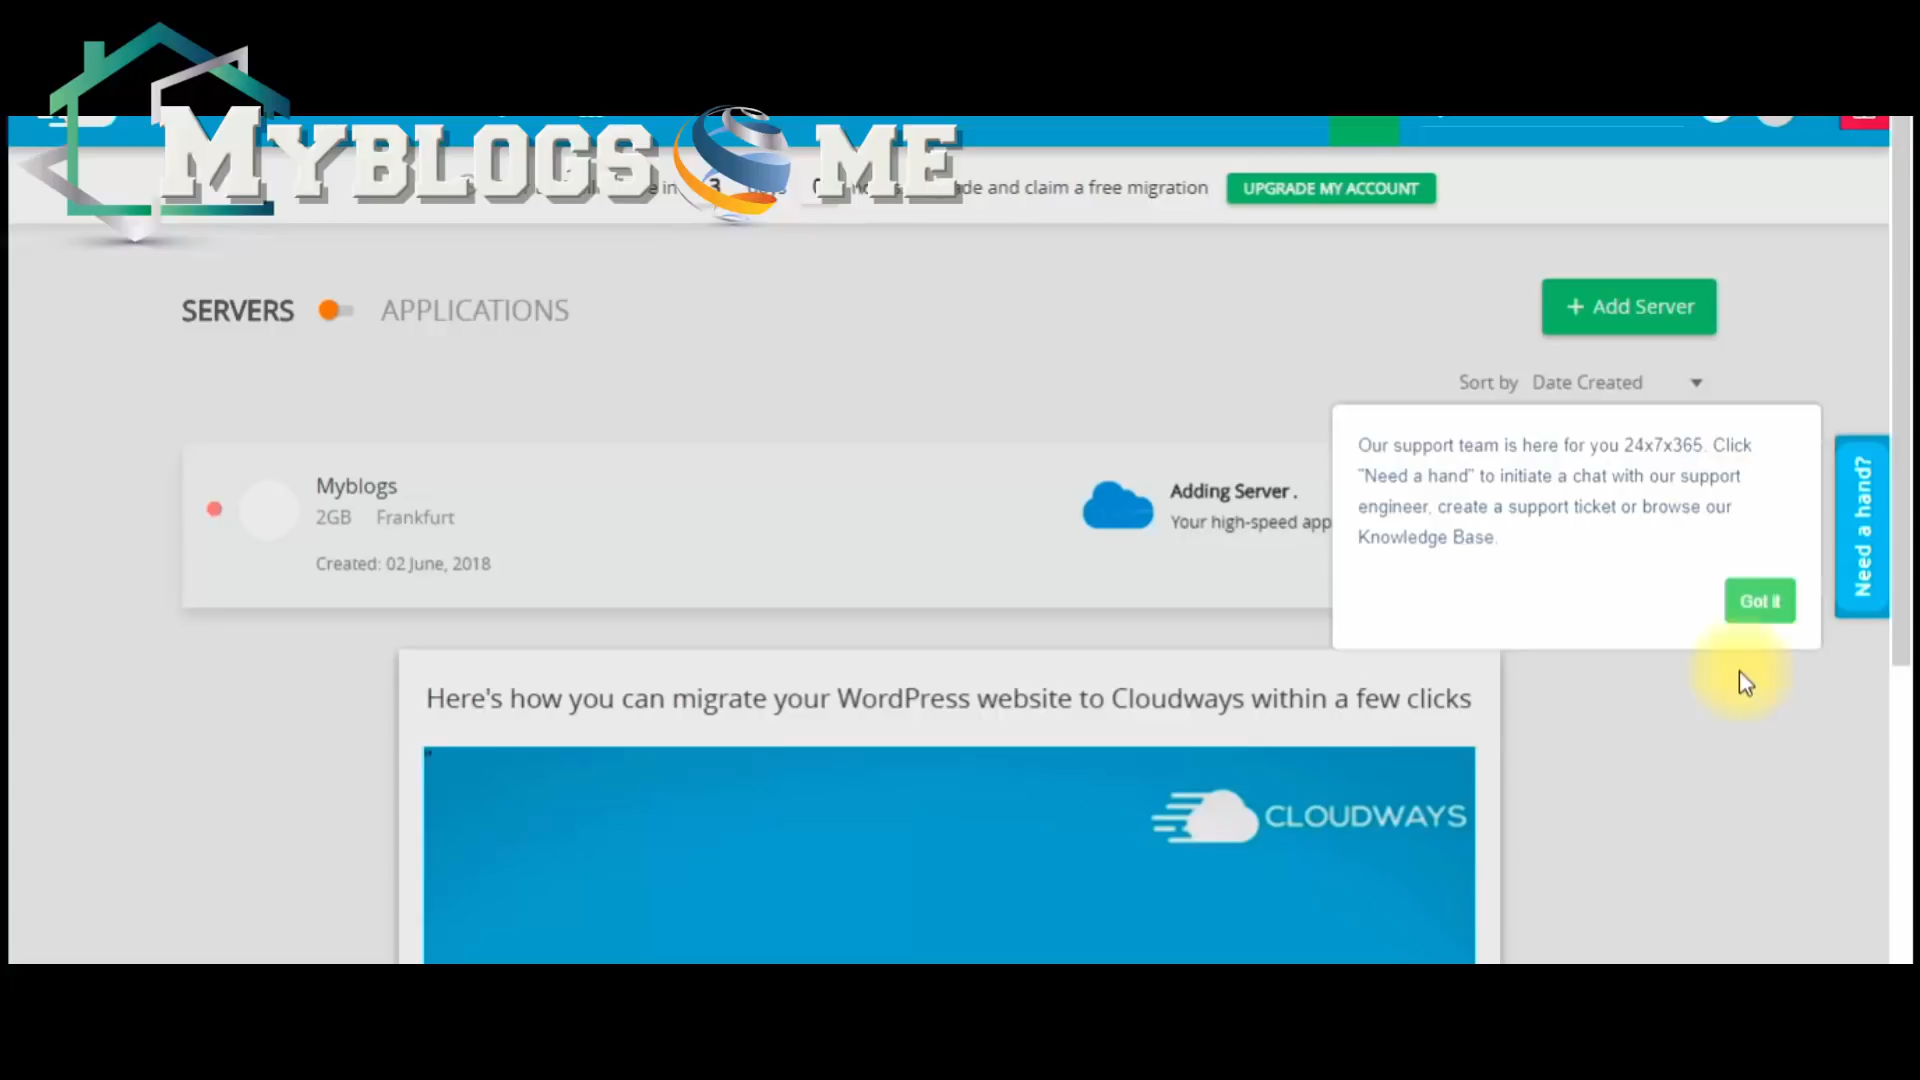 MYBLOGS ME
de and claim a free migration
UPGRADE MY ACCOUNT
SERVERS APPLICATIONS
+ Add Server
Sort by Date Created
Myblogs
2GB Frankfurt
Created: 02 June, 2018
Adding Server .
Your high-speed app
Our support team is here for you 24x7x365. Click
"Need a hand" to initiate a chat with our support
engineer, create a support ticket or browse our
Knowledge Base.
Got it
Need a hand?
Here's how you can migrate your WordPress website to Cloudways within a few clicks
CLOUDWAYS